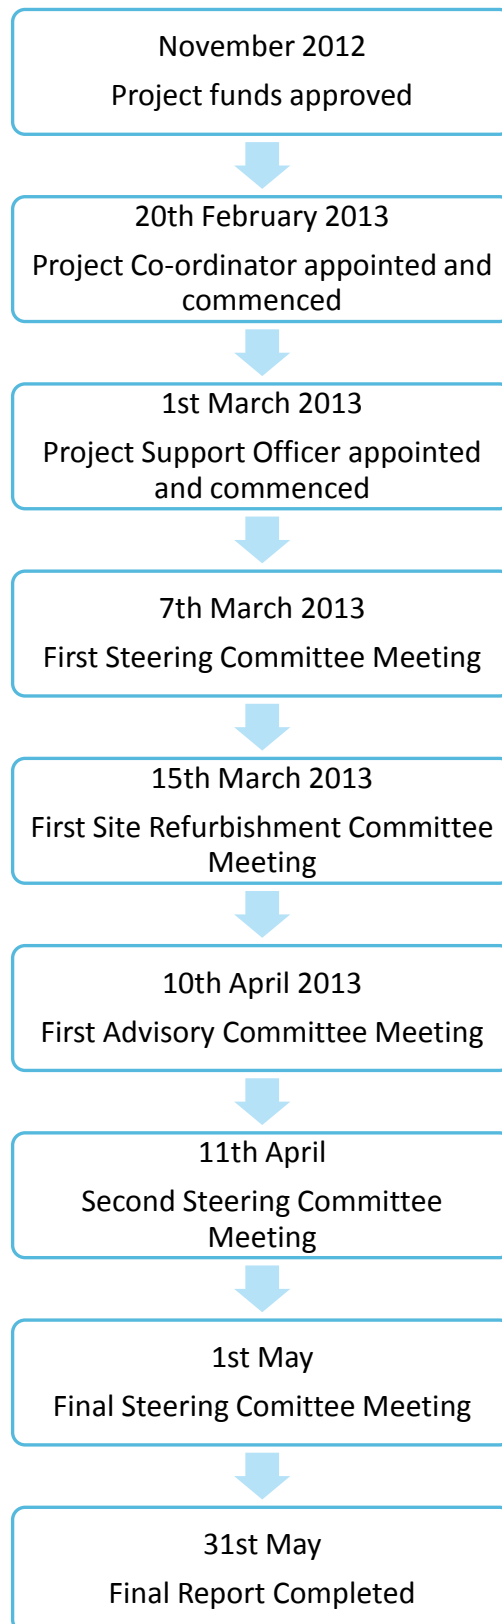 November 2012
Project funds approved
20th February 2013
Project Co-ordinator appointed and
commenced
1st March 2013
Project Support Officer appointed
and commenced
7th March 2013
First Steering Committee Meeting
15th March 2013
First Site Refurbishment Committee
Meeting
10th April 2013
First Advisory Committee Meeting
11th April
Second Steering Committee
Meeting
1st May
Final Steering Comittee Meeting
31st May
Final Report Completed